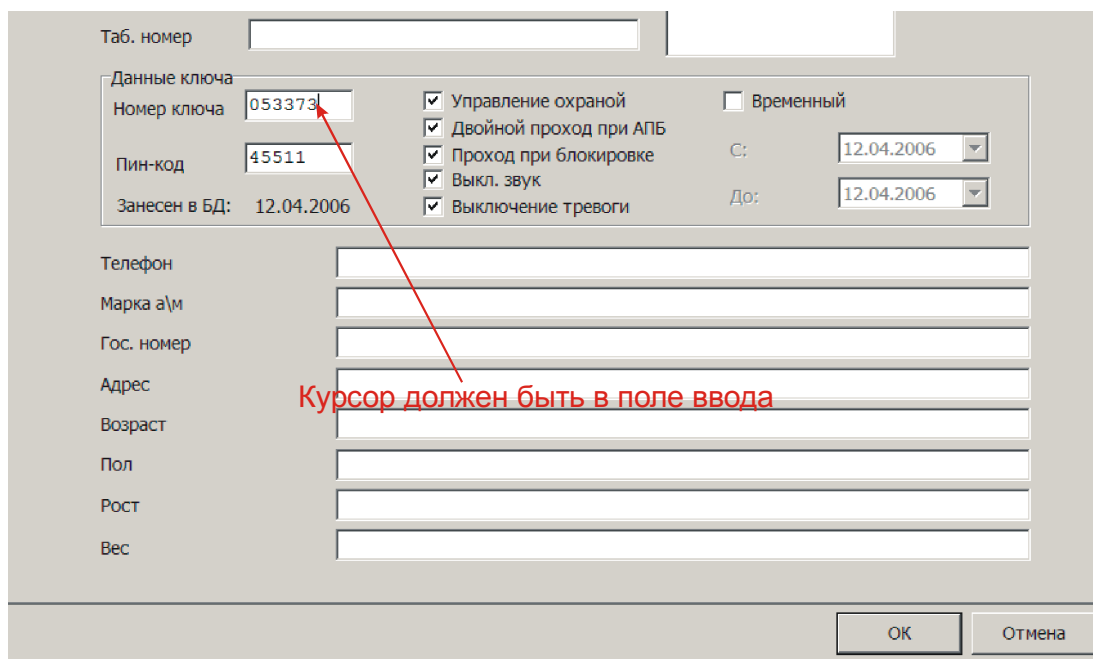 Таб. номер
Данные ключа
Номер ключа 053373 Управление охраной Временный
Двойной проход при АПБ
Пин-код 45511 Проход при блокировке С: 12.04.2006
Выкл. звук
Занесен в БД: 12.04.2006 Выключение тревоги До: 12.04.2006
Телефон
Марка а\м
Гос. номер
Адрес
Курсор должен быть в поле ввода
Возраст
Пол
Рост
Вес
ОК Отмена